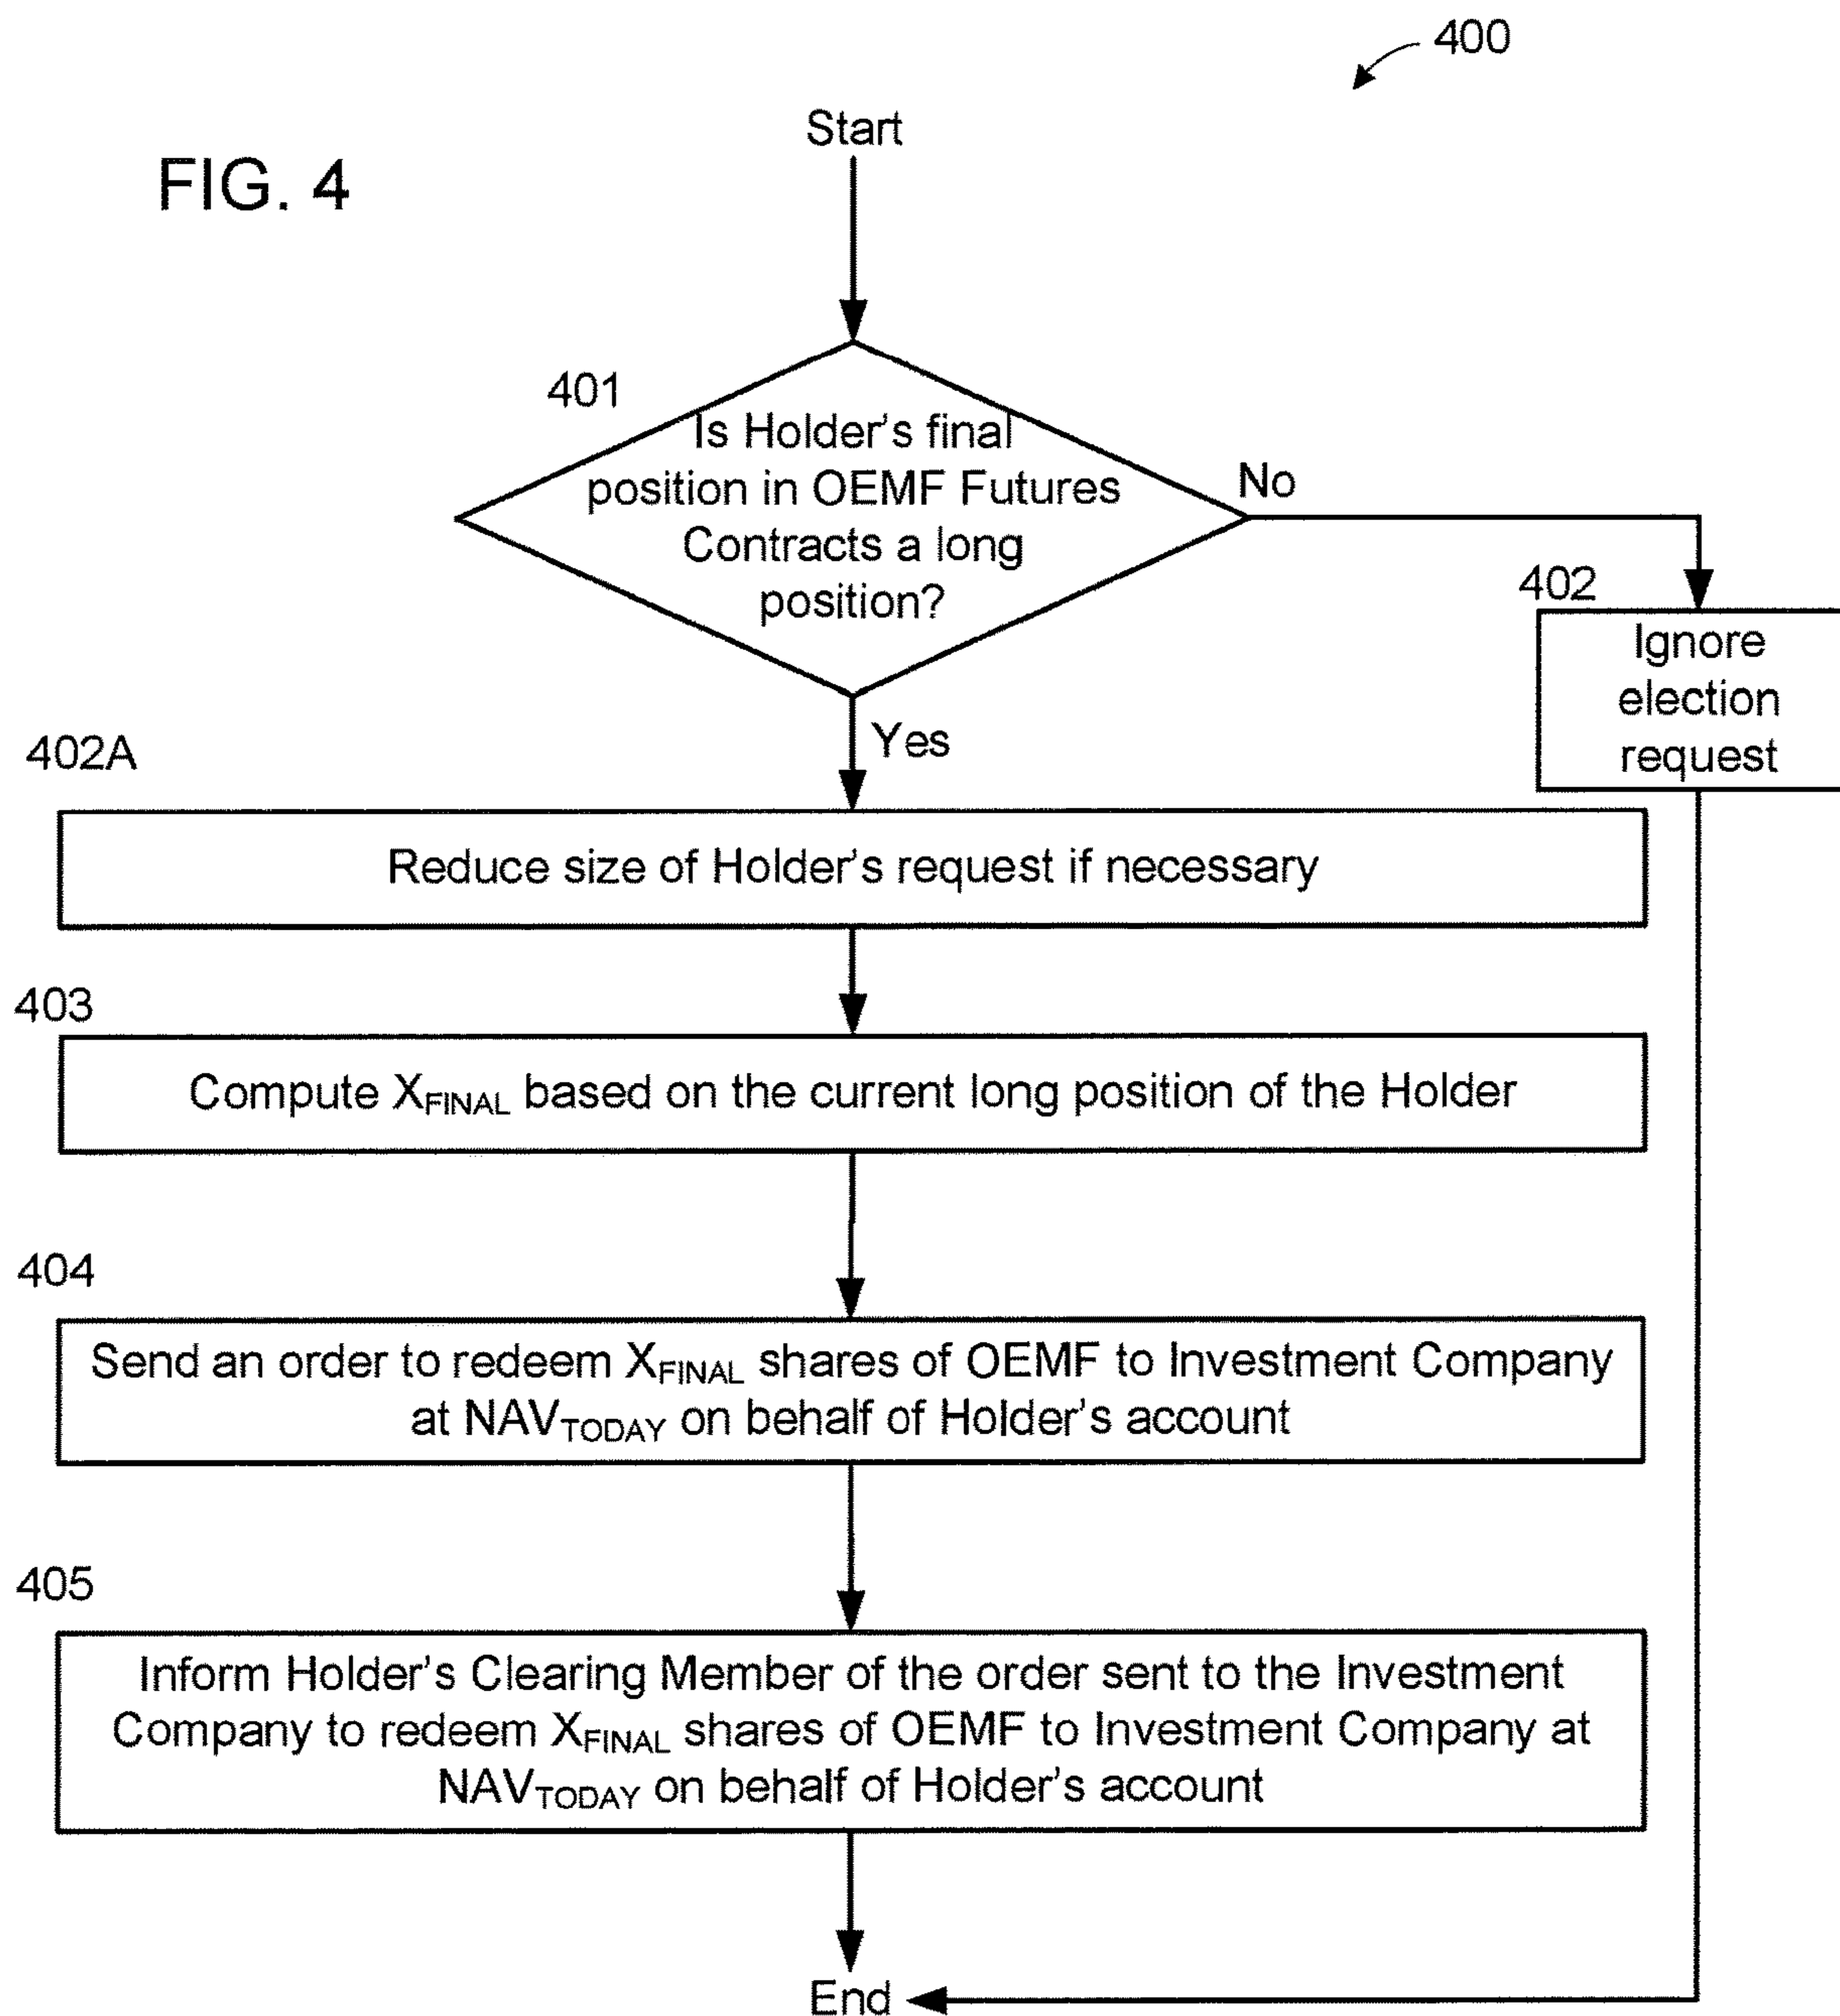 400
Start
FIG. 4
401
Is Holder's final
position in OEMF Futures
Contracts a long
position?
No
402
Ignore
election
request
Yes
402A
Reduce size of Holder's request if necessary
403
Compute XFINAL based on the current long position of the Holder
404
Send an order to redeem XFINAL shares of OEMF to Investment Company
at NAVTODAY on behalf of Holder's account
405
Inform Holder's Clearing Member of the order sent to the Investment
Company to redeem XFINAL shares of OEMF to Investment Company at
NAVTODAY on behalf of Holder's account
End